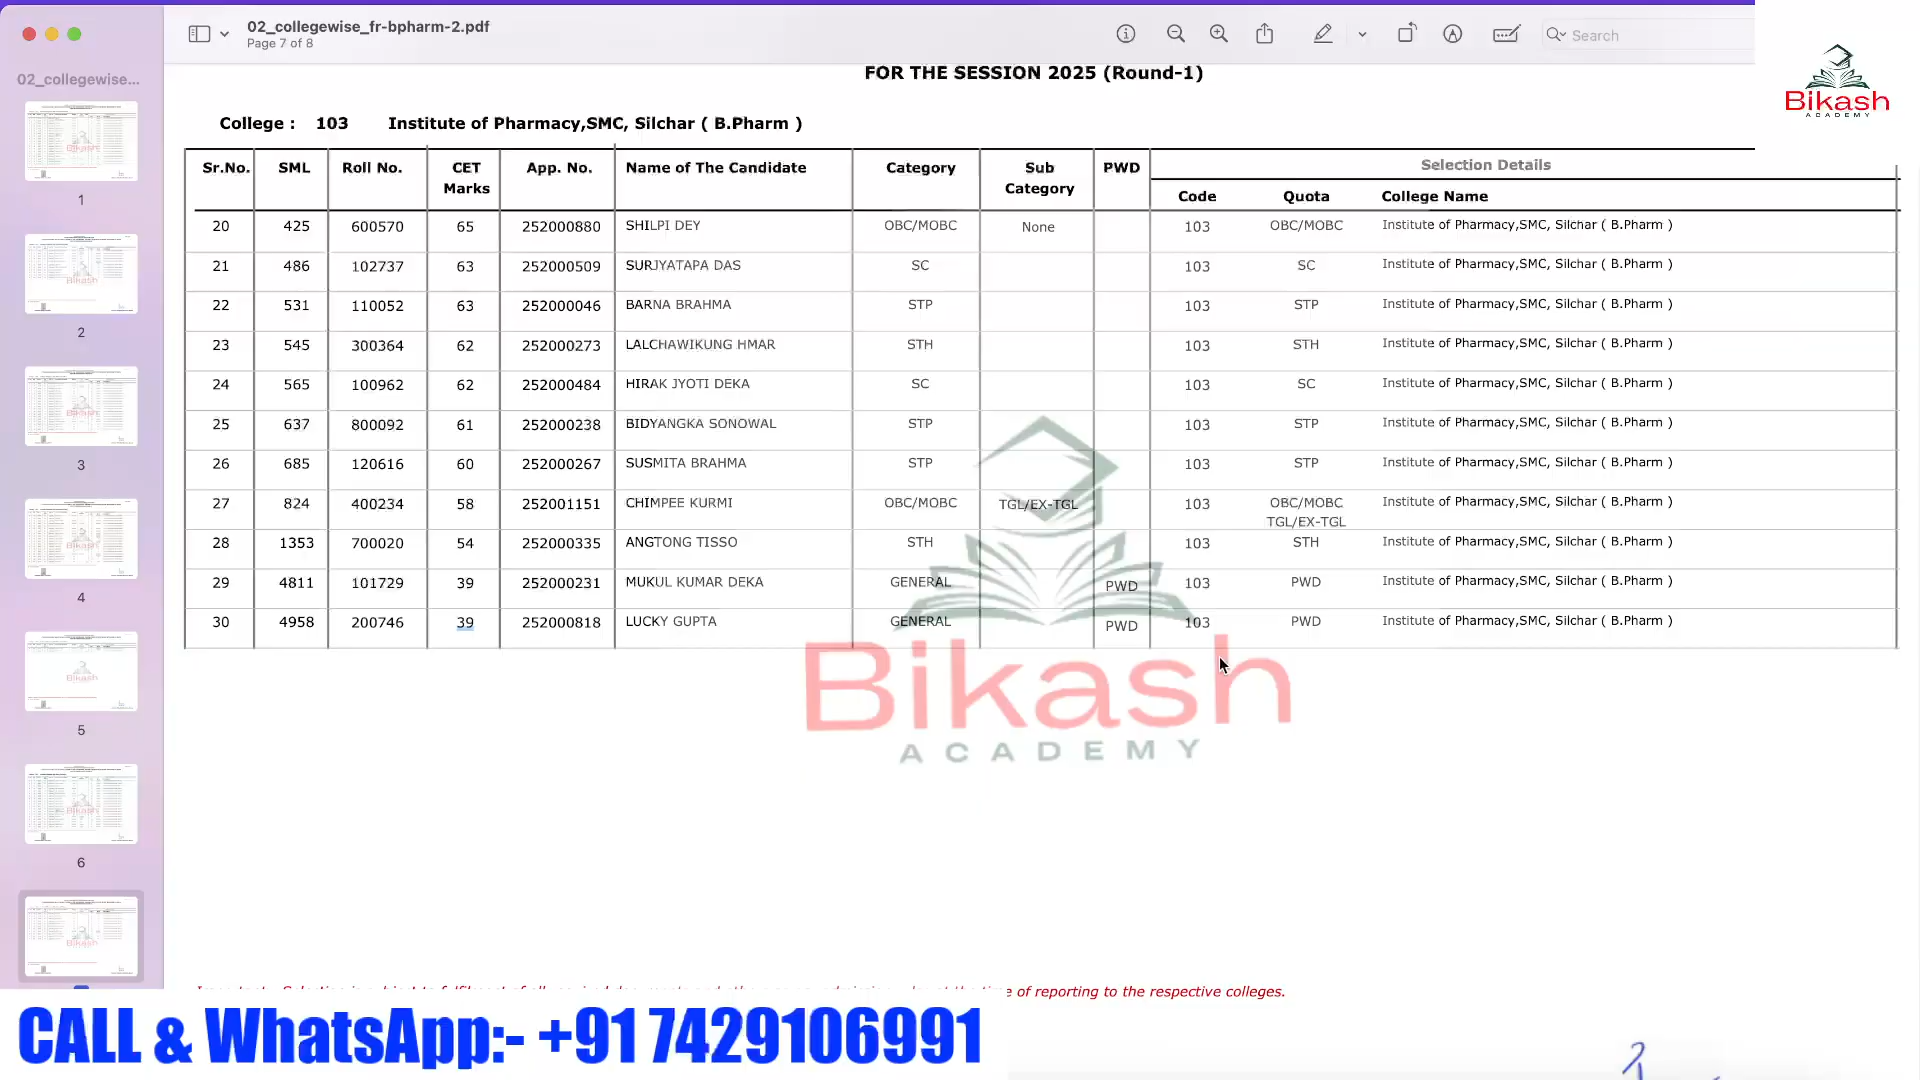 02_collegewise_fr-bpharm-2.pdf
Page 7 of 8
Search
Bikash
ACADEMY
02_collegewise...
1
2
3
4
5
6
FOR THE SESSION 2025 (Round-1)
College : 103 Institute of Pharmacy,SMC, Silchar ( B.Pharm )
Sr.No. SML Roll No. CET Marks App. No. Name of The Candidate Category Sub Category PWD Selection Details
Code Quota College Name
20 425 600570 65 252000880 SHILPI DEY OBC/MOBC None 103 OBC/MOBC Institute of Pharmacy,SMC, Silchar ( B.Pharm )
21 486 102737 63 252000509 SURJYATAPA DAS SC 103 SC Institute of Pharmacy,SMC, Silchar ( B.Pharm )
22 531 110052 63 252000046 BARNA BRAHMA STP 103 STP Institute of Pharmacy,SMC, Silchar ( B.Pharm )
23 545 300364 62 252000273 LALCHAWIKUNG HMAR STH 103 STH Institute of Pharmacy,SMC, Silchar ( B.Pharm )
24 565 100962 62 252000484 HIRAK JYOTI DEKA SC 103 SC Institute of Pharmacy,SMC, Silchar ( B.Pharm )
25 637 800092 61 252000238 BIDYANGKA SONOWAL STP 103 STP Institute of Pharmacy,SMC, Silchar ( B.Pharm )
26 685 120616 60 252000267 SUSMITA BRAHMA STP 103 STP Institute of Pharmacy,SMC, Silchar ( B.Pharm )
27 824 400234 58 252001151 CHIMPEE KURMI OBC/MOBC TGL/EX-TGL 103 OBC/MOBC TGL/EX-TGL Institute of Pharmacy,SMC, Silchar ( B.Pharm )
28 1353 700020 54 252000335 ANGTONG TISSO STH 103 STH Institute of Pharmacy,SMC, Silchar ( B.Pharm )
29 4811 101729 39 252000231 MUKUL KUMAR DEKA GENERAL PWD 103 PWD Institute of Pharmacy,SMC, Silchar ( B.Pharm )
30 4958 200746 39 252000818 LUCKY GUPTA GENERAL PWD 103 PWD Institute of Pharmacy,SMC, Silchar ( B.Pharm )
Bikash
ACADEMY
of reporting to the respective colleges.
CALL & WhatsApp:- +91 7429106991